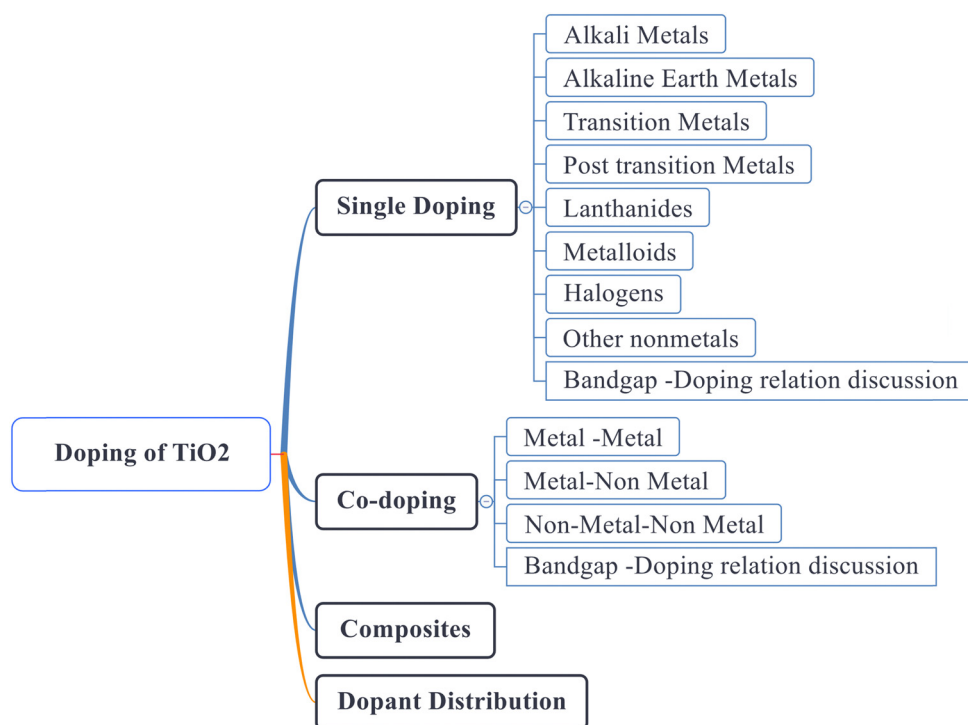 Doping of TiO2
Single Doping
Alkali Metals
Alkaline Earth Metals
Transition Metals
Post transition Metals
Lanthanides
Metalloids
Halogens
Other nonmetals
Bandgap -Doping relation discussion
Co-doping
Metal -Metal
Metal-Non Metal
Non-Metal-Non Metal
Bandgap -Doping relation discussion
Composites
Dopant Distribution